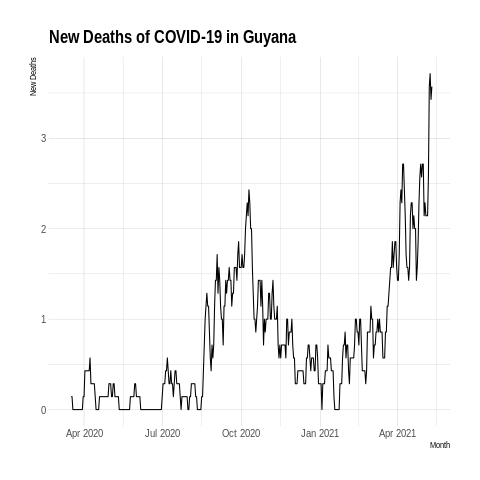 New Deaths of COVID-19 in Guyana
New Deaths
3
2
1
0
Apr 2020 Jul 2020 Oct 2020 Jan 2021 Apr 2021
Month